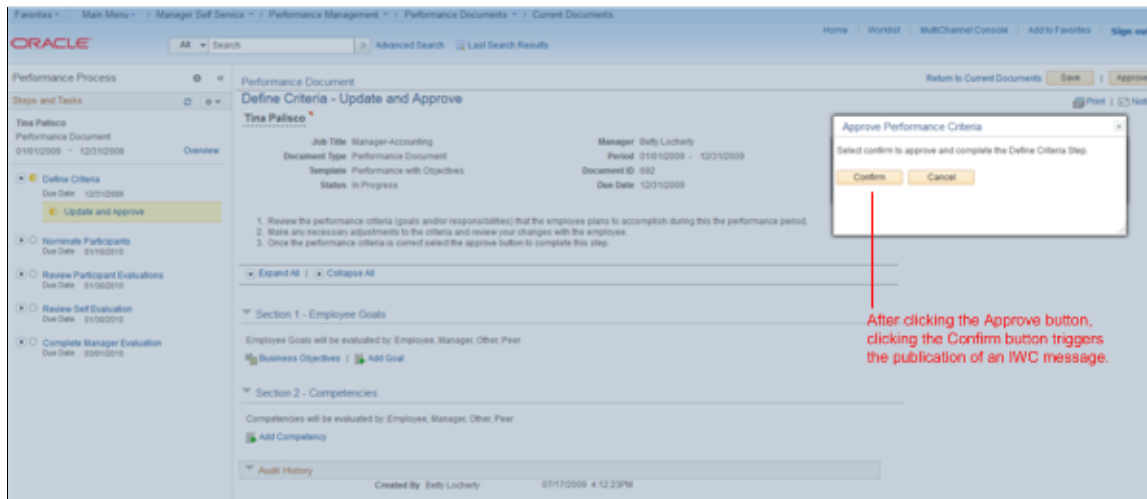 Favorites Main Menu > Manager Self Service > Performance Management > Performance Documents > Current Documents
Home Worklist MultiChannel Console Add to Favorites Sign out
ORACLE
All Search Advanced Search Last Search Results
Performance Process
Steps and Tasks
Tina Palisco
Performance Document
01/01/2009 - 12/31/2009 Overview
Define Criteria
Due Date 12/31/2009
Update and Approve
Nominate Participants
Due Date 01/10/2010
Review Participant Evaluations
Due Date 01/30/2010
Review Self Evaluation
Due Date 01/30/2010
Complete Manager Evaluation
Due Date 03/01/2010
Performance Document
Return to Current Documents Save | Approve
Define Criteria - Update and Approve
Print | Noti
Tina Palisco
Job Title Manager-Accounting Manager Betty Locherty
Document Type Performance Document Period 01/01/2009 - 12/31/2009
Template Performance with Objectives Document ID 692
Status In Progress Due Date 12/31/2009
1. Review the performance criteria (goals and/or responsibilities) that the employee plans to accomplish during this the performance period.
2. Make any necessary adjustments to the criteria and review your changes with the employee.
3. Once the performance criteria is correct select the approve button to complete this step.
Expand All | Collapse All
Section 1 - Employee Goals
Employee Goals will be evaluated by: Employee, Manager, Other, Peer
Business Objectives | Add Goal
Section 2 - Competencies
Competencies will be evaluated by: Employee, Manager, Other, Peer
Add Competency
Audit History
Created By Betty Locherty 07/17/2009 4:12:23PM
Approve Performance Criteria
Select confirm to approve and complete the Define Criteria Step.
Confirm Cancel
After clicking the Approve button,
clicking the Confirm button triggers
the publication of an IWC message.